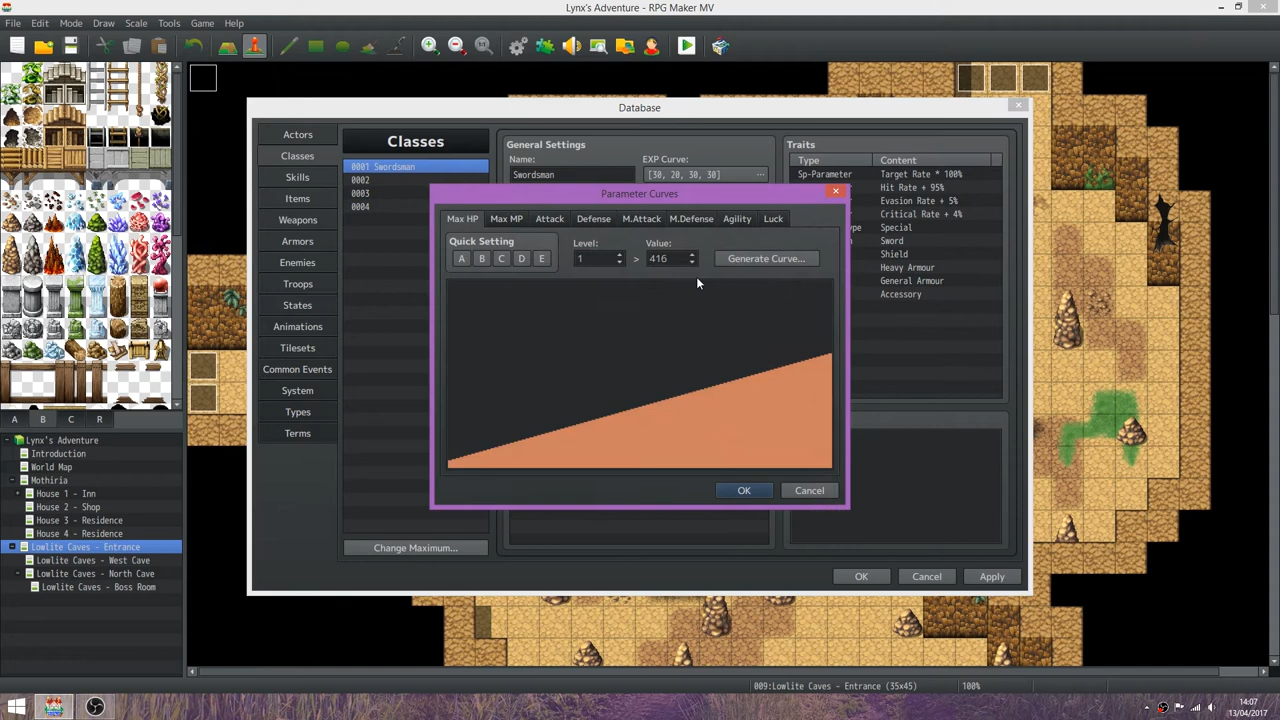 Lynx's Adventure - RPG Maker MV
File Edit Mode Draw Scale Tools Game Help
Database
Actors
Classes
Skills
Items
Weapons
Armors
Enemies
Troops
States
Animations
Tilesets
Common Events
System
Types
Terms
Classes
0001 Swordsman
0002
0003
0004
Change Maximum...
General Settings
Name: EXP Curve:
Swordsman [30, 20, 30, 30] ...
Traits
Type Content
Sp-Parameter Target Rate * 100%
Hit Rate + 95%
Evasion Rate + 5%
Critical Rate + 4%
Special
Sword
Shield
Heavy Armour
General Armour
Accessory
Parameter Curves
Max HP Max MP Attack Defense M.Attack M.Defense Agility Luck
Quick Setting Level: Value:
A B C D E 1 > 416 Generate Curve...
OK Cancel
OK Cancel Apply
A B C R
Lynx's Adventure
Introduction
World Map
Mothiria
House 1 - Inn
House 2 - Shop
House 3 - Residence
House 4 - Residence
Lowlite Caves - Entrance
Lowlite Caves - West Cave
Lowlite Caves - North Cave
Lowlite Caves - Boss Room
009:Lowlite Caves - Entrance (35x45) 100%
14:07
13/04/2017